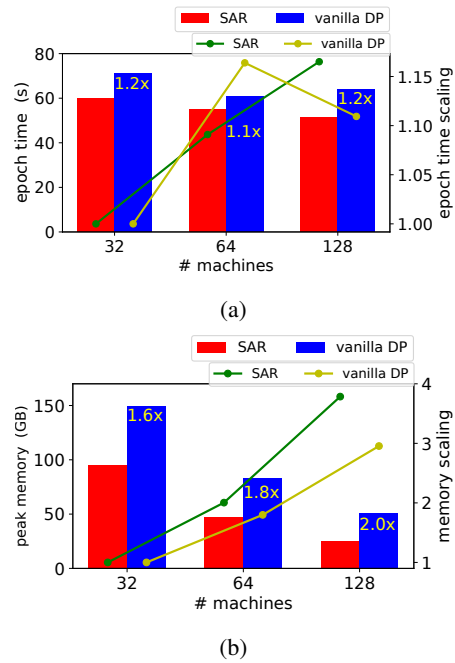 SAR vanilla DP
SAR vanilla DP
80
60
40
20
0
epoch time (s)
1.2x
1.1x
1.2x
1.15
1.10
1.05
1.00
epoch time scaling
32 64 128
# machines
(a)
SAR vanilla DP
SAR vanilla DP
150
100
50
0
peak memory (GB)
1.6x
1.8x
2.0x
4
3
2
1
memory scaling
32 64 128
# machines
(b)